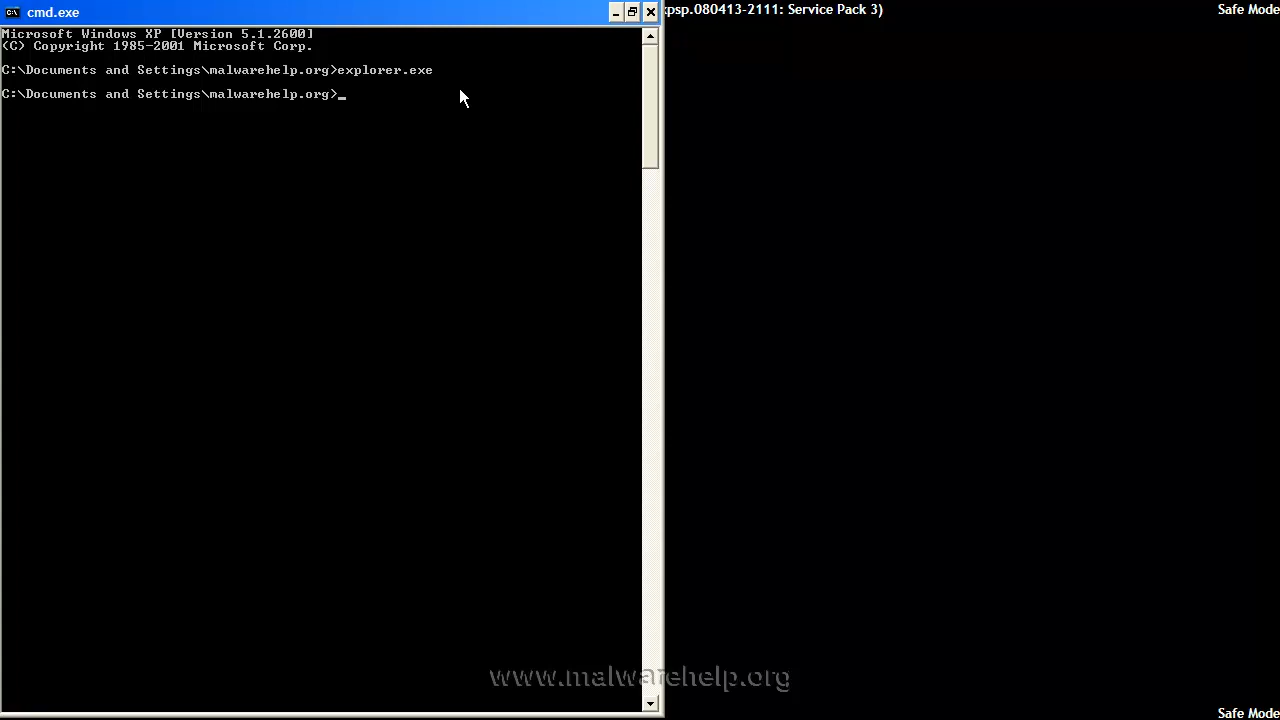 cmd.exe
xpsp.080413-2111: Service Pack 3)
Safe Mode
Microsoft Windows XP [Version 5.1.2600]
(C) Copyright 1985-2001 Microsoft Corp.
C:\Documents and Settings\malwarehelp.org>explorer.exe
C:\Documents and Settings\malwarehelp.org>_
www.malwarehelp.org
Safe Mode